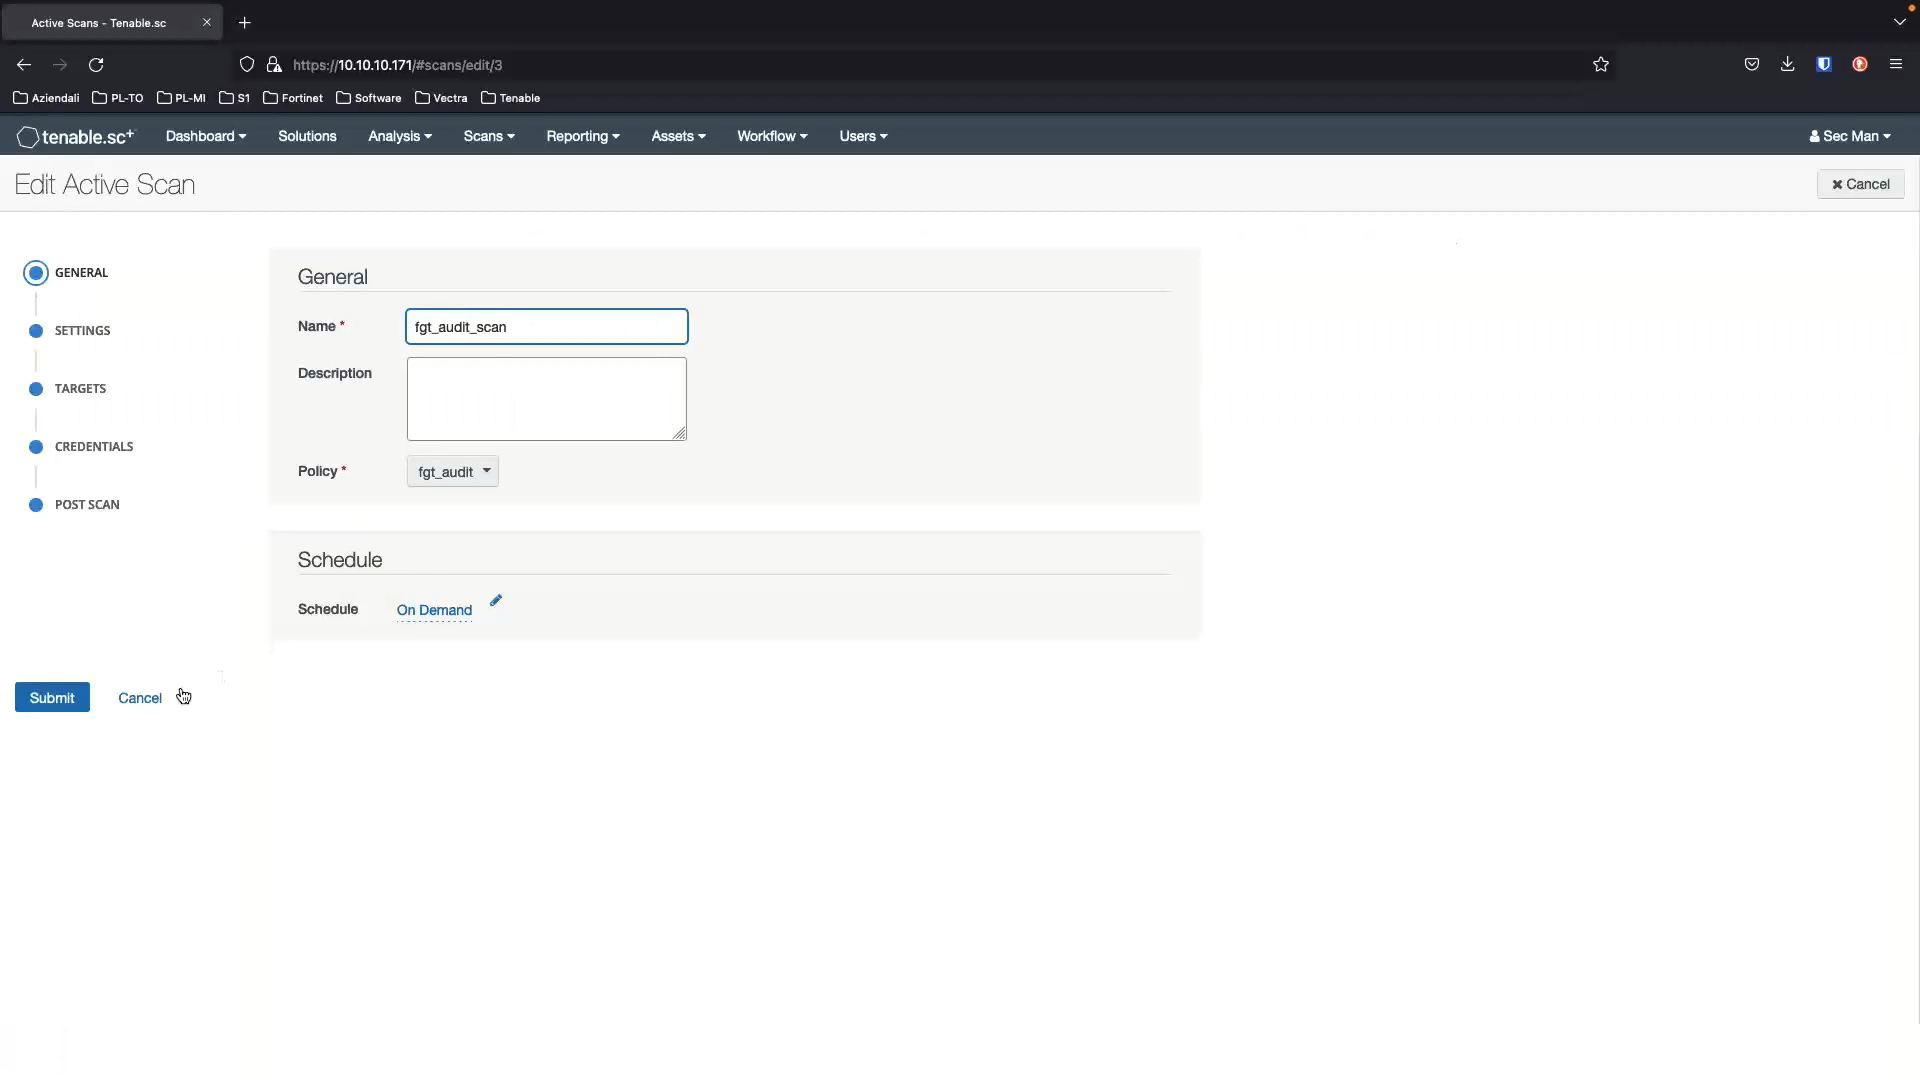 Active Scans - Tenable.sc
https://10.10.10.171/#scans/edit/3
Aziendali PL-TO PL-MI S1 Fortinet Software Vectra Tenable
tenable.sc+ Dashboard Solutions Analysis Scans Reporting Assets Workflow Users Sec Man
Edit Active Scan
Cancel
GENERAL
SETTINGS
TARGETS
CREDENTIALS
POST SCAN
General
Name * fgt_audit_scan
Description
Policy * fgt_audit
Schedule
Schedule On Demand
Submit Cancel